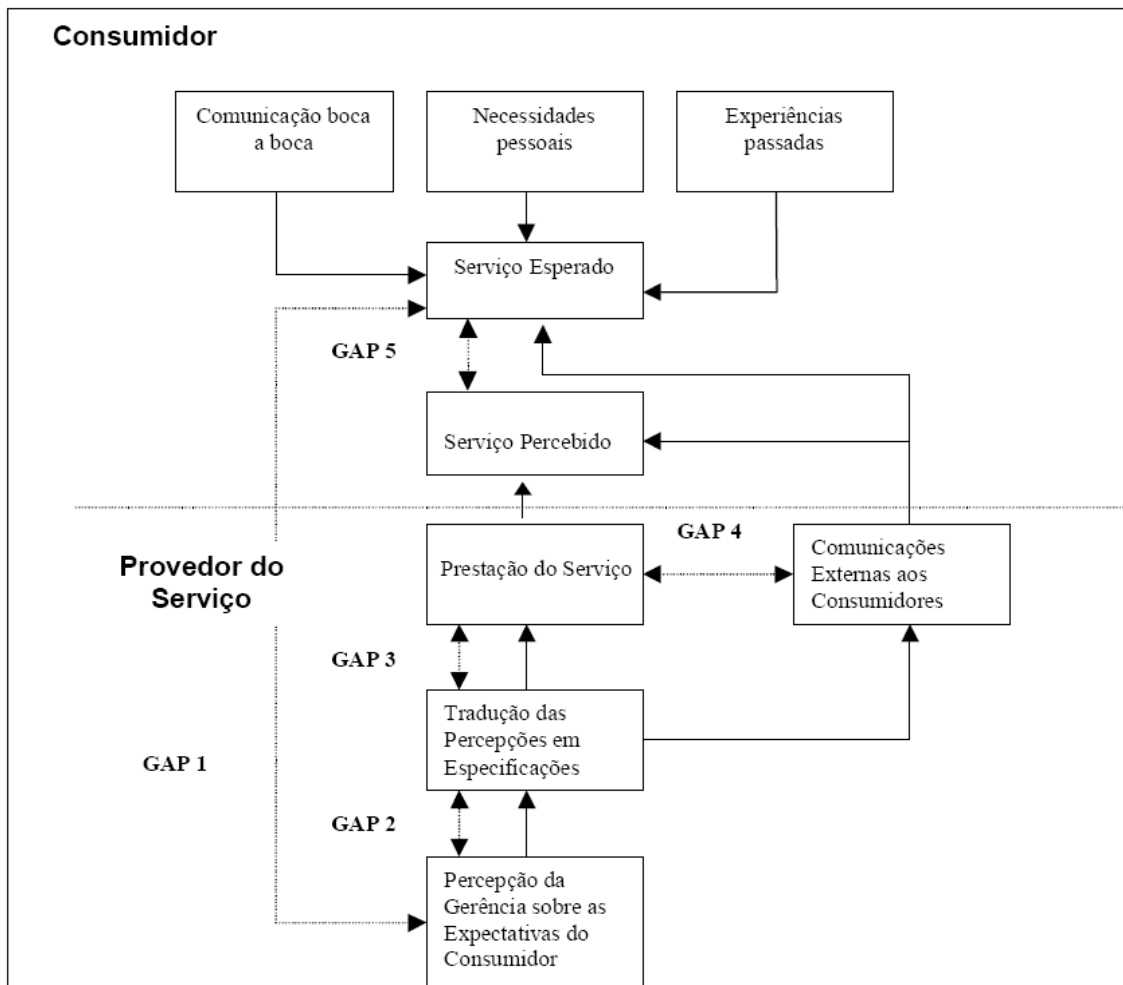 Consumidor
Comunicação boca
a boca
Necessidades
pessoais
Experiências
passadas
Serviço Esperado
GAP 5
Serviço Percebido
GAP 4
Provedor do
Serviço
Prestação do Serviço
Comunicações
Externas aos
Consumidores
GAP 3
Tradução das
Percepções em
Especificações
GAP 1
GAP 2
Percepção da
Gerência sobre as
Expectativas do
Consumidor